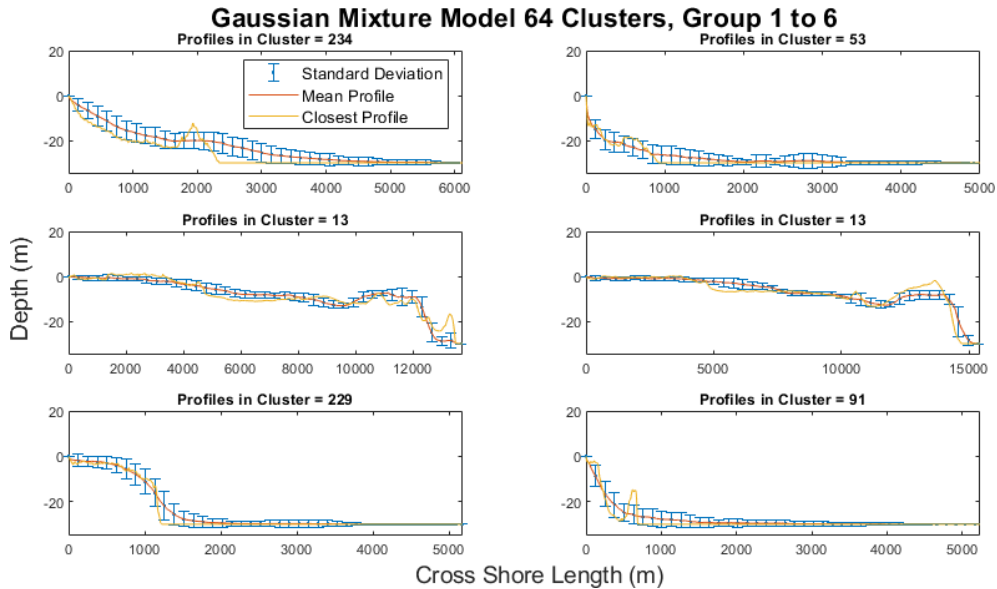 Gaussian Mixture Model 64 Clusters, Group 1 to 6
Profiles in Cluster = 234
20
0
-20
0 1000 2000 3000 4000 5000 6000
Standard Deviation
Mean Profile
Closest Profile
Profiles in Cluster = 53
20
0
-20
0 1000 2000 3000 4000 5000
Depth (m)
Profiles in Cluster = 13
20
0
-20
0 2000 4000 6000 8000 10000 12000
Profiles in Cluster = 13
20
0
-20
0 5000 10000 15000
Profiles in Cluster = 229
20
0
-20
0 1000 2000 3000 4000 5000
Profiles in Cluster = 91
20
0
-20
0 1000 2000 3000 4000 5000
Cross Shore Length (m)